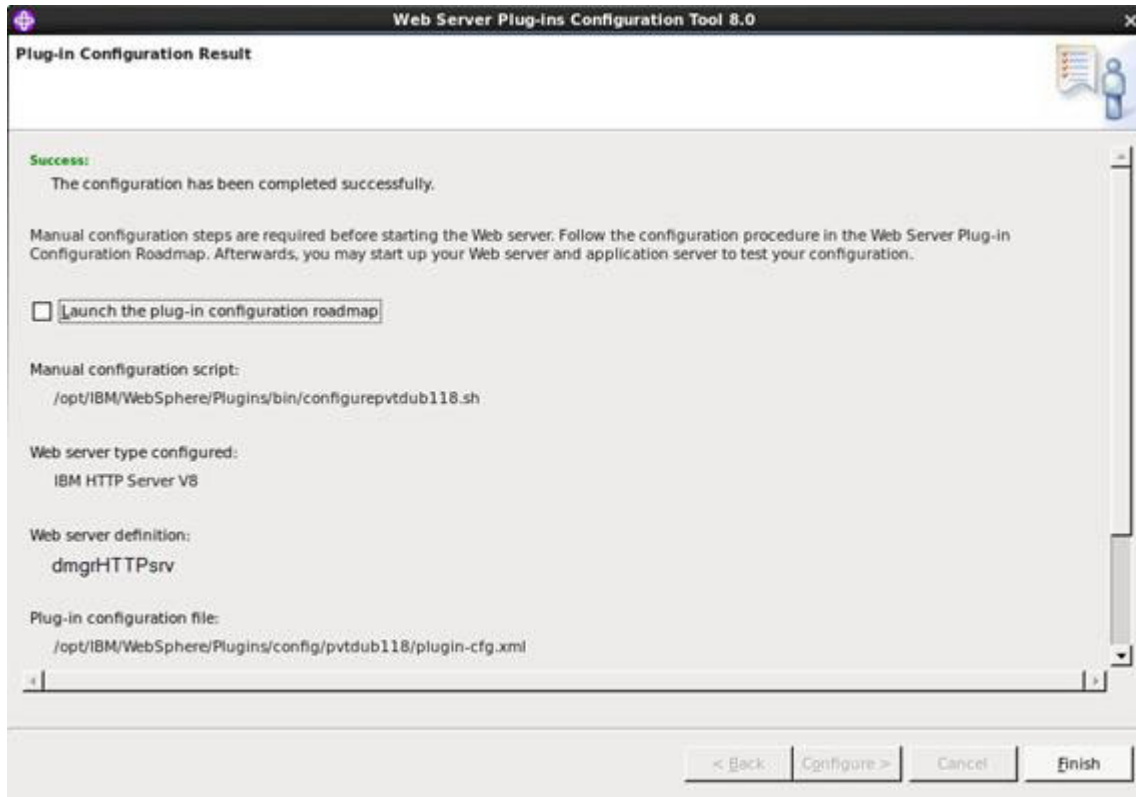 Web Server Plug-ins Configuration Tool 8.0
Plug-in Configuration Result
Success:
The configuration has been completed successfully.
Manual configuration steps are required before starting the Web server. Follow the configuration procedure in the Web Server Plug-in
Configuration Roadmap. Afterwards, you may start up your Web server and application server to test your configuration.
Launch the plug-in configuration roadmap
Manual configuration script:
/opt/IBM/WebSphere/Plugins/bin/configurepvtdub118.sh
Web server type configured:
IBM HTTP Server V8
Web server definition:
dmgrHTTPsrv
Plug-in configuration file:
/opt/IBM/WebSphere/Plugins/config/pvtdub118/plugin-cfg.xml
< Back Configure > Cancel Finish